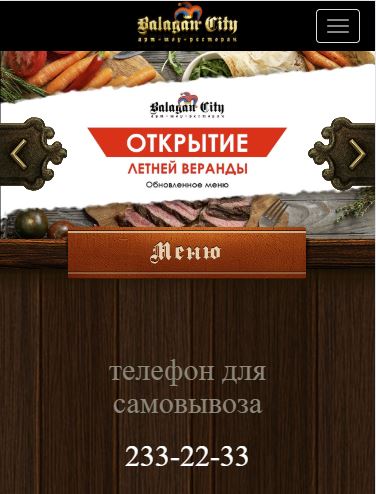 Balagan City
арт-шоу-ресторан
Balagan City
арт-шоу-ресторан
ОТКРЫТИЕ
ЛЕТНЕЙ ВЕРАНДЫ
Обновленное меню
Меню
телефон для
самовывоза
233-22-33